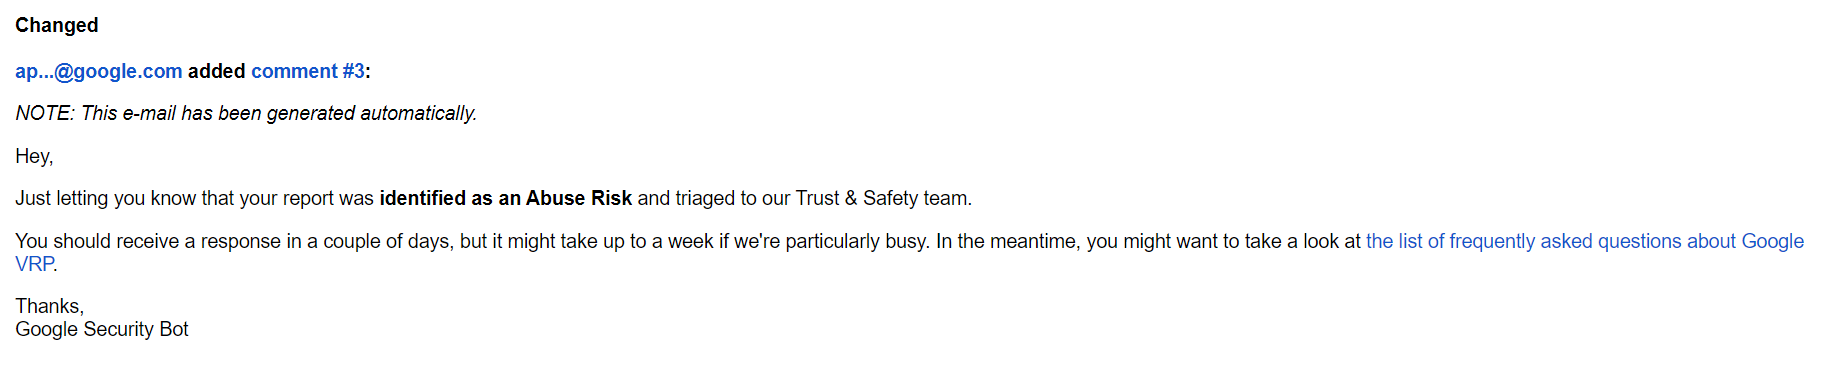 Changed
ap...@google.com added comment #3:
NOTE: This e-mail has been generated automatically.
Hey,
Just letting you know that your report was identified as an Abuse Risk and triaged to our Trust & Safety team.
You should receive a response in a couple of days, but it might take up to a week if we're particularly busy. In the meantime, you might want to take a look at the list of frequently asked questions about Google
VRP.
Thanks,
Google Security Bot